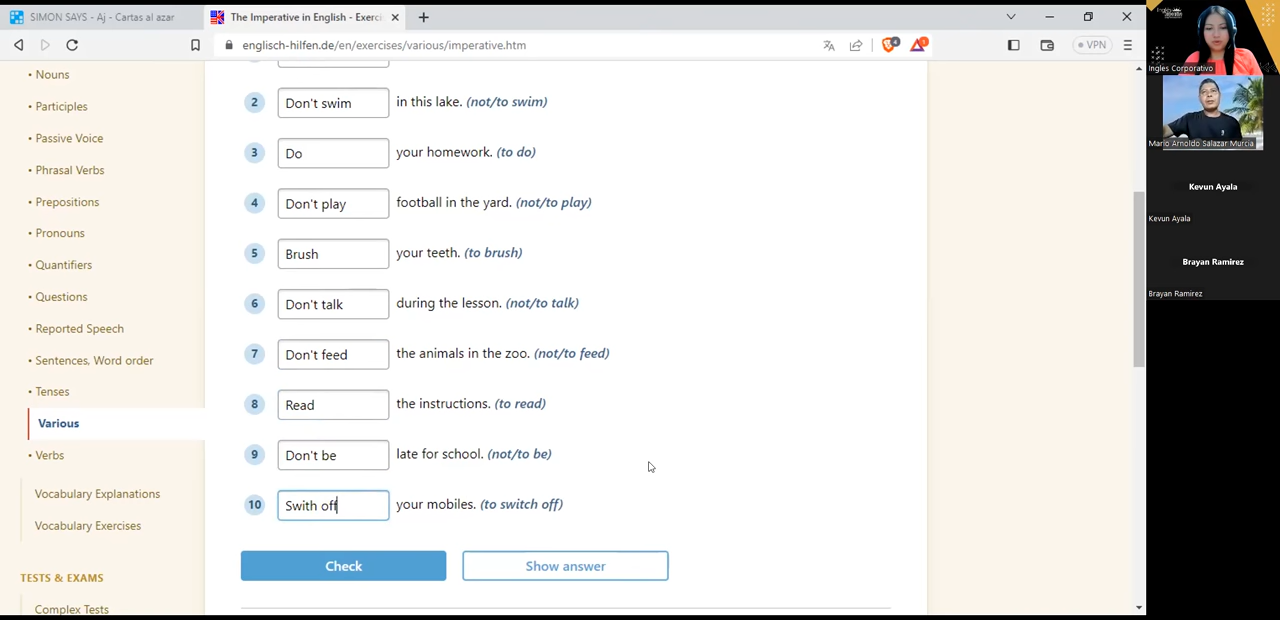 SIMON SAYS - Aj - Cartas al azar
The Imperative in English - Exerci
englisch-hilfen.de/en/exercises/various/imperative.htm
VPN
Ingles Corporativo
• Nouns
2 Don't swim in this lake. (not/to swim)
• Participles
Mario Arnoldo Salazar Murcia
• Passive Voice
3 Do your homework. (to do)
• Phrasal Verbs
Kevun Ayala
• Prepositions
4 Don't play football in the yard. (not/to play)
Kevun Ayala
• Pronouns
5 Brush your teeth. (to brush)
• Quantifiers
Brayan Ramirez
• Questions
6 Don't talk during the lesson. (not/to talk)
Brayan Ramirez
• Reported Speech
7 Don't feed the animals in the zoo. (not/to feed)
• Sentences, Word order
• Tenses
8 Read the instructions. (to read)
Various
• Verbs
9 Don't be late for school. (not/to be)
Vocabulary Explanations
10 Swith off your mobiles. (to switch off)
Vocabulary Exercises
Check Show answer
TESTS & EXAMS
Complex Tests